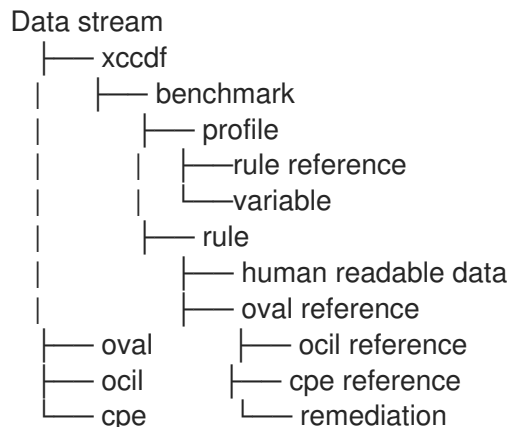 Data stream
├── xccdf
│ ├── benchmark
│ ├── profile
│ │ ├──rule reference
│ │ └──variable
│ ├── rule
│ ├── human readable data
│ ├── oval reference
├── oval ├── ocil reference
├── ocil ├── cpe reference
└── cpe └── remediation